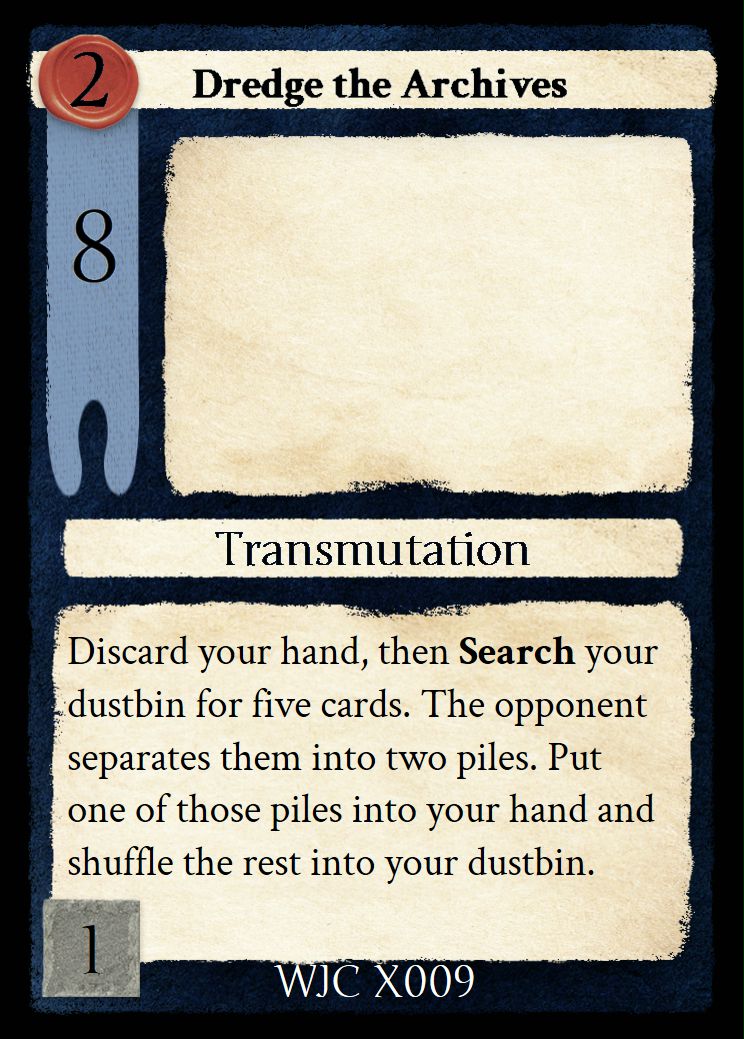 2
Dredge the Archives
8
Transmutation
Discard your hand, then Search your
dustbin for five cards. The opponent
separates them into two piles. Put
one of those piles into your hand and
shuffle the rest into your dustbin.
1
WJC X009